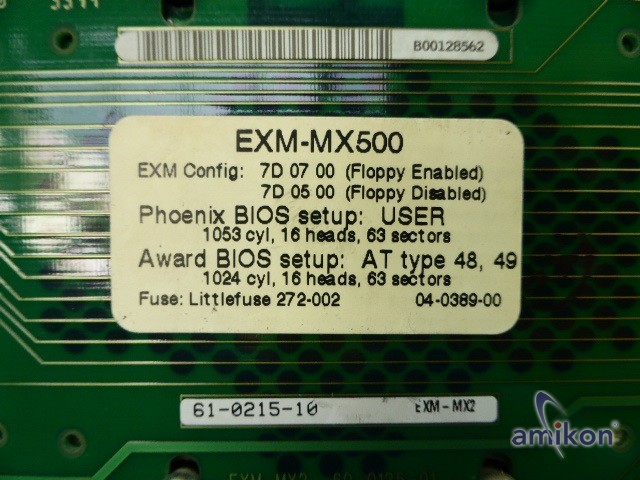 B00128562
EXM-MX500
EXM Config: 7D 07 00 (Floppy Enabled)
7D 05 00 (Floppy Disabled)
Phoenix BIOS setup: USER
1053 cyl, 16 heads, 63 sectors
Award BIOS setup: AT type 48, 49
1024 cyl, 16 heads, 63 sectors
Fuse: Littlefuse 272-002 04-0389-00
61-0215-10 EXM-MX2
amikon
EXM-MX2